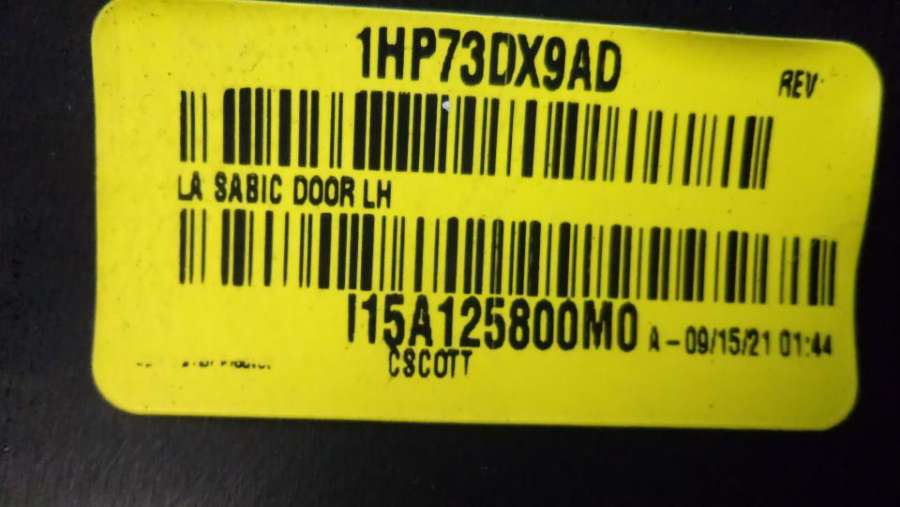 1HP73DX9AD
REV
LA SABIC DOOR LH
I15A125800M0 A - 09/15/21 01:44
CSCOTT